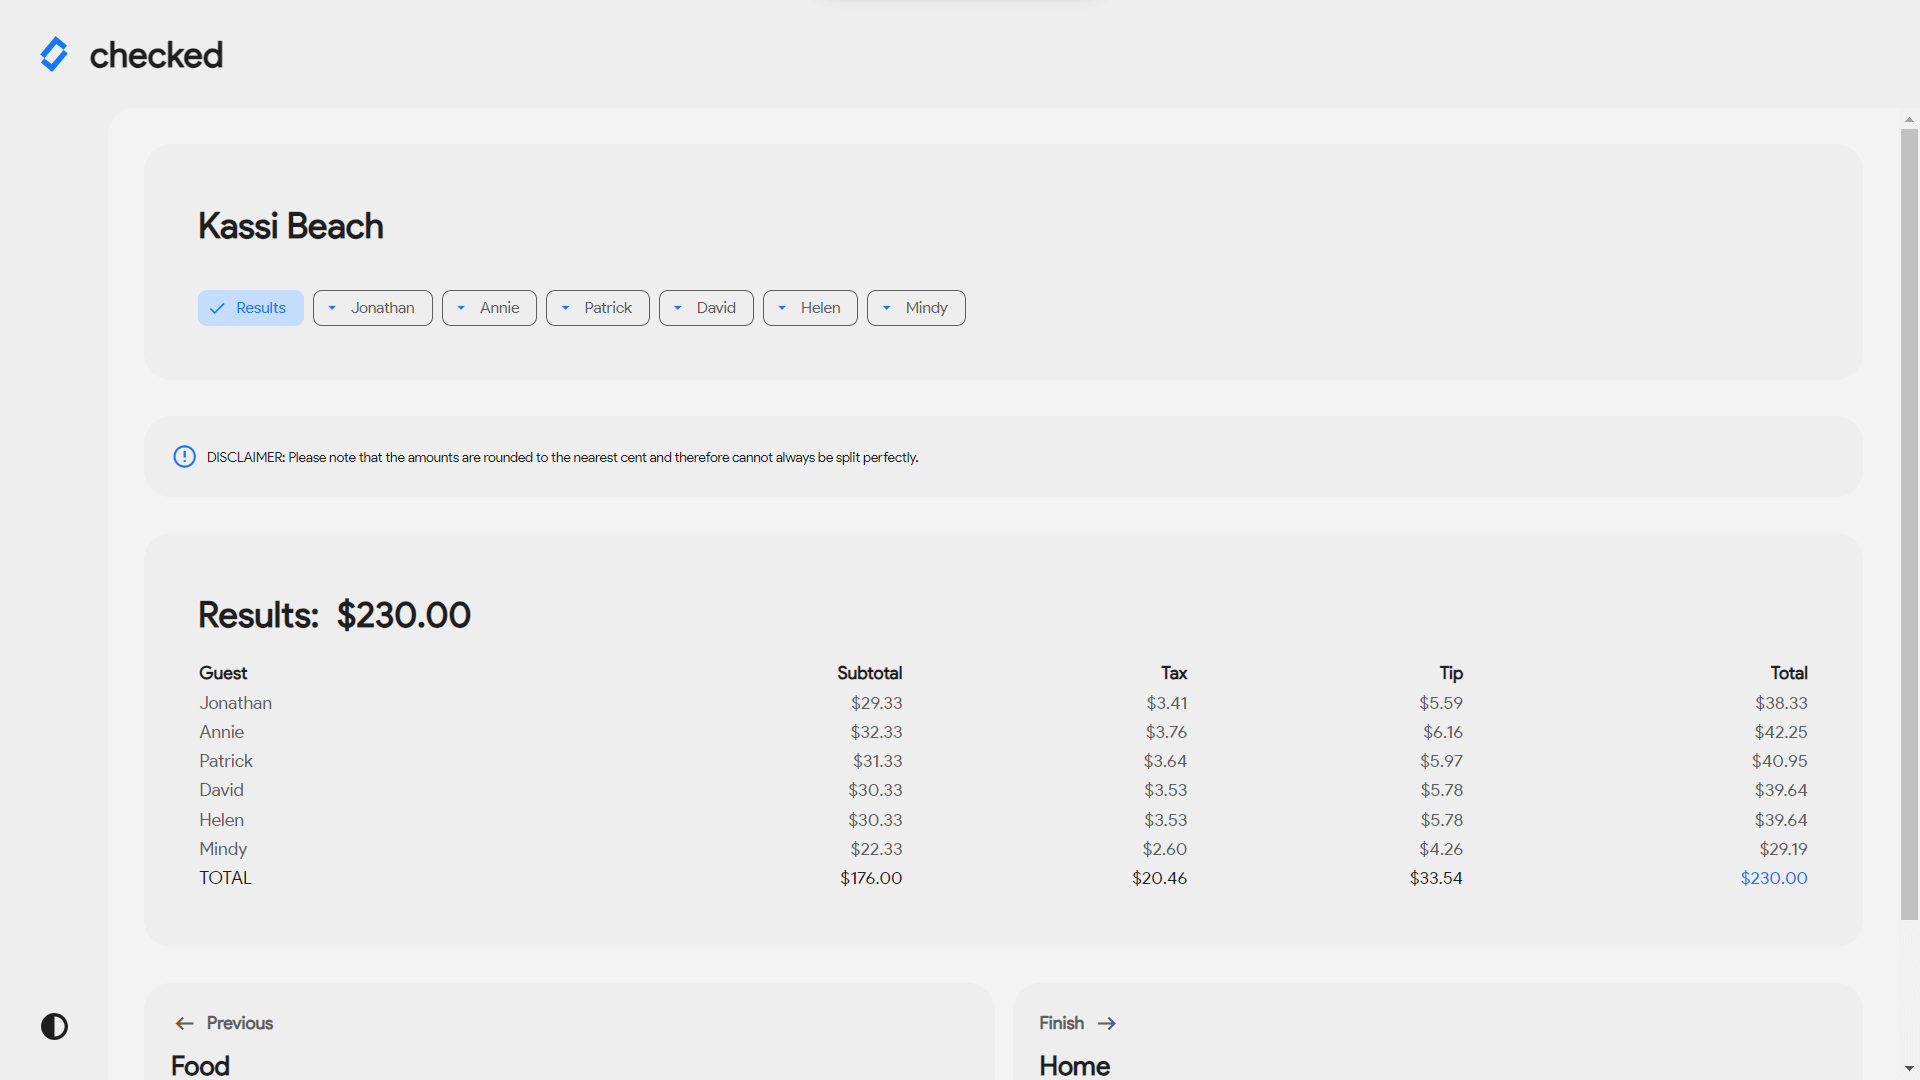 checked
Kassi Beach
Results Jonathan Annie Patrick David Helen Mindy
DISCLAIMER: Please note that the amounts are rounded to the nearest cent and therefore cannot always be split perfectly.
Results: $230.00
Guest Subtotal Tax Tip Total
Jonathan $29.33 $3.41 $5.59 $38.33
Annie $32.33 $3.76 $6.16 $42.25
Patrick $31.33 $3.64 $5.97 $40.95
David $30.33 $3.53 $5.78 $39.64
Helen $30.33 $3.53 $5.78 $39.64
Mindy $22.33 $2.60 $4.26 $29.19
TOTAL $176.00 $20.46 $33.54 $230.00
Previous
Food
Finish
Home